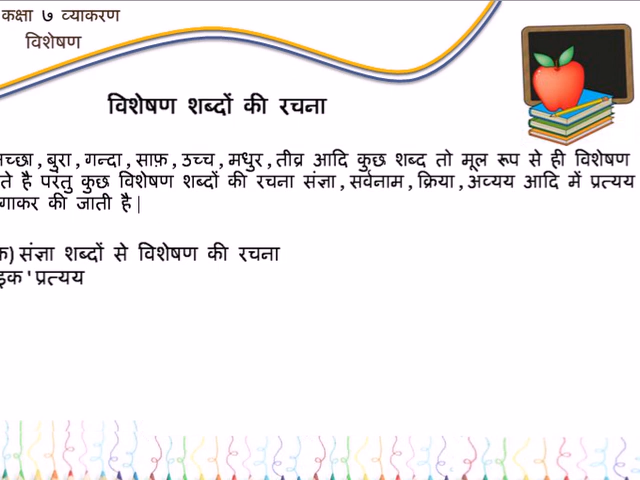 कक्षा ७ व्याकरण
विशेषण
विशेषण शब्दों की रचना
च्छा , बुरा , गन्दा , साफ़ , उच्च , मधुर , तीव्र आदि कुछ शब्द तो मूल रूप से ही विशेषण
ते है परंतु कुछ विशेषण शब्दों की रचना संज्ञा , सर्वनाम , क्रिया , अव्यय आदि में प्रत्यय
गाकर की जाती है |
क) संज्ञा शब्दों से विशेषण की रचना
इक ' प्रत्यय